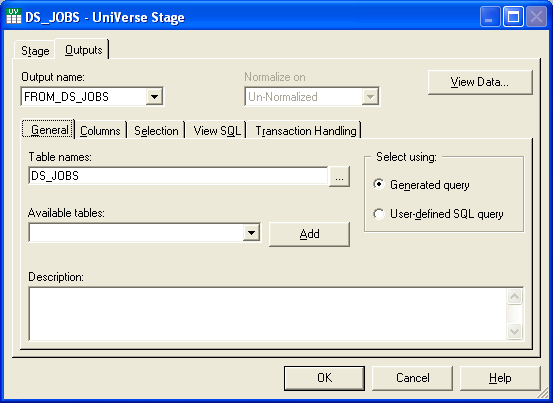 DS_JOBS - UniVerse Stage
Stage Outputs
Output name: Normalize on
FROM_DS_JOBS Un-Normalized View Data...
General Columns Selection View SQL Transaction Handling
Table names: Select using:
DS_JOBS ... Generated query
Available tables: User-defined SQL query
Add
Description:
OK Cancel Help